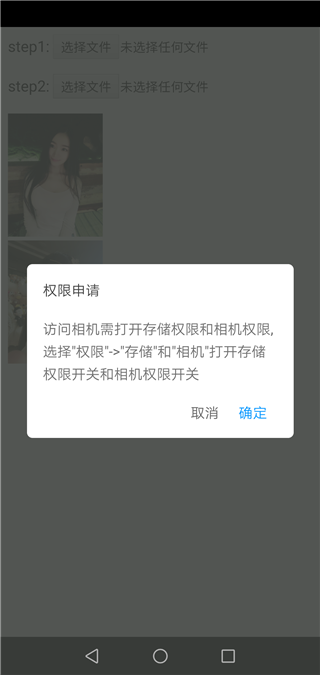 step1: 选择文件 未选择任何文件
step2: 选择文件 未选择任何文件
权限申请
访问相机需打开存储权限和相机权限,
选择"权限"->"存储"和"相机"打开存储
权限开关和相机权限开关
取消 确定